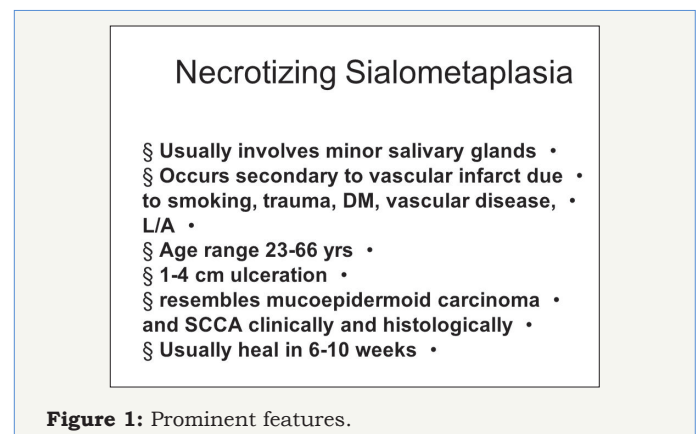 Necrotizing Sialometaplasia
§ Usually involves minor salivary glands •
§ Occurs secondary to vascular infarct due •
to smoking, trauma, DM, vascular disease, •
L/A •
§ Age range 23-66 yrs •
§ 1-4 cm ulceration •
§ resembles mucoepidermoid carcinoma •
and SCCA clinically and histologically •
§ Usually heal in 6-10 weeks •
Figure 1: Prominent features.